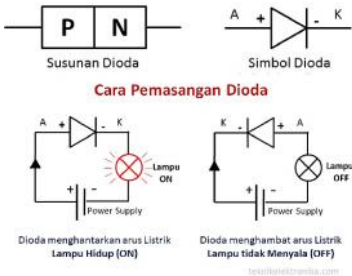 P N
A + - K
Susunan Dioda
Simbol Dioda
Cara Pemasangan Dioda
A + - K
K - + A
Lampu
ON
Lampu
OFF
+ -
Power Supply
+ -
Power Supply
Dioda menghantarkan arus Listrik
Lampu Hidup (ON)
Dioda menghambat arus Listrik
Lampu tidak Menyala (OFF)
teknikelektronika.com